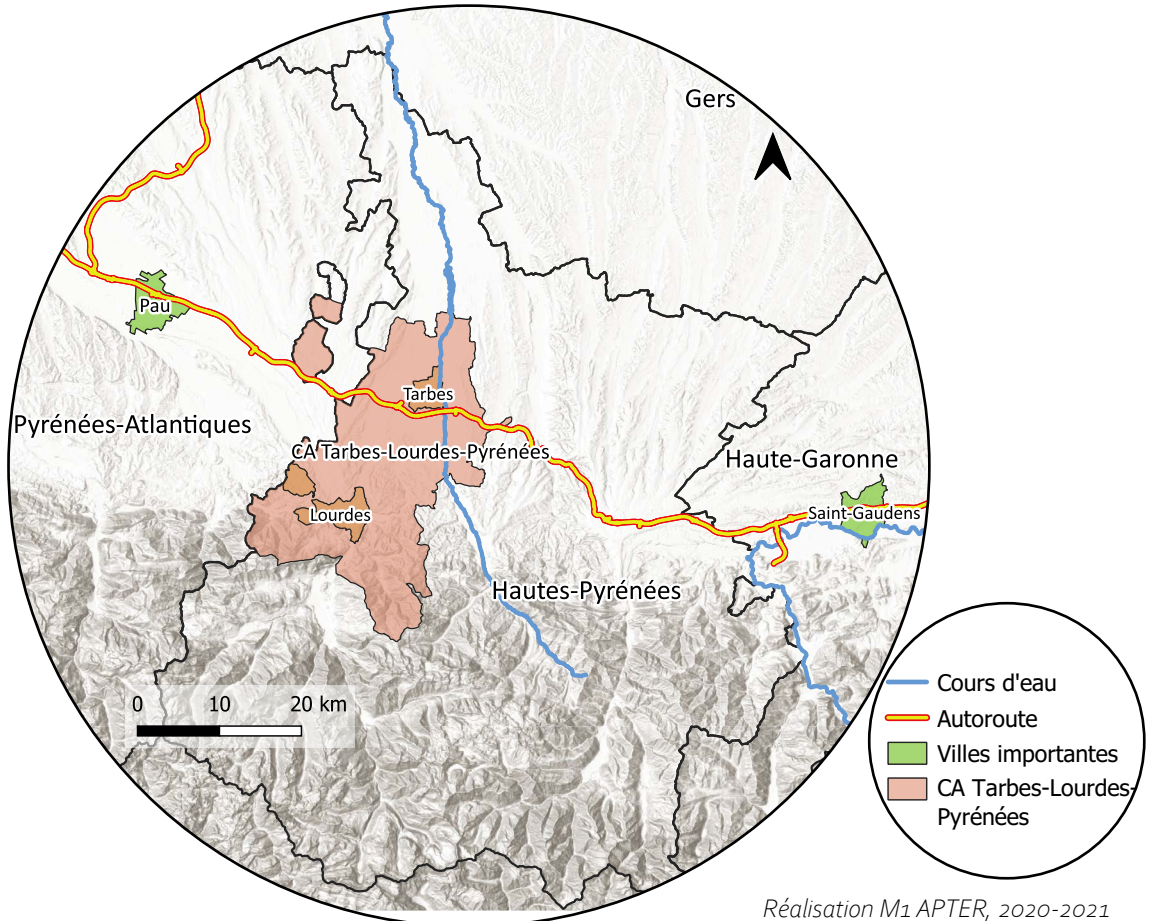 Gers
Pau
Tarbes
Pyrénées-Atlantiques
CA Tarbes-Lourdes-Pyrénées
Haute-Garonne
Lourdes
Saint-Gaudens
Hautes-Pyrénées
0 10 20 km
Cours d'eau
Autoroute
Villes importantes
CA Tarbes-Lourdes-
Pyrénées
Réalisation M1 APTER, 2020-2021